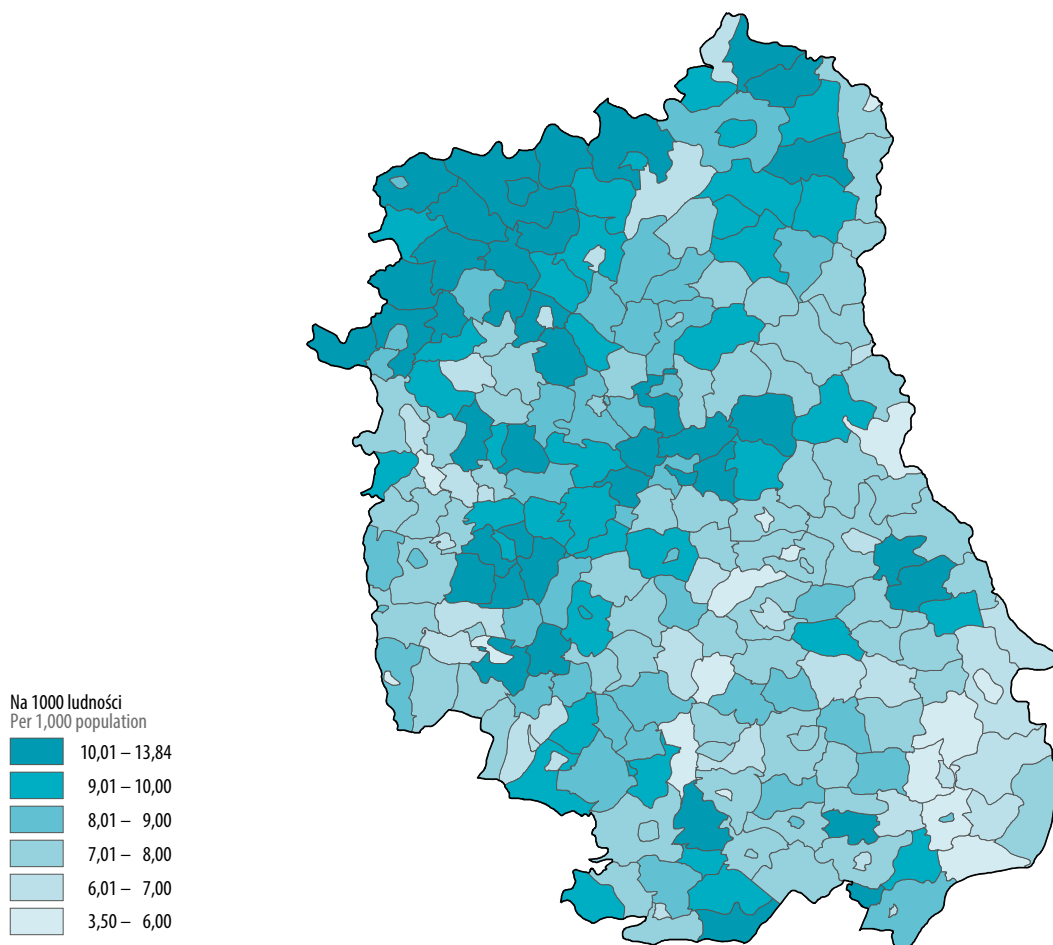 Na 1000 ludności
Per 1,000 population
10,01 – 13,84
9,01 – 10,00
8,01 – 9,00
7,01 – 8,00
6,01 – 7,00
3,50 – 6,00